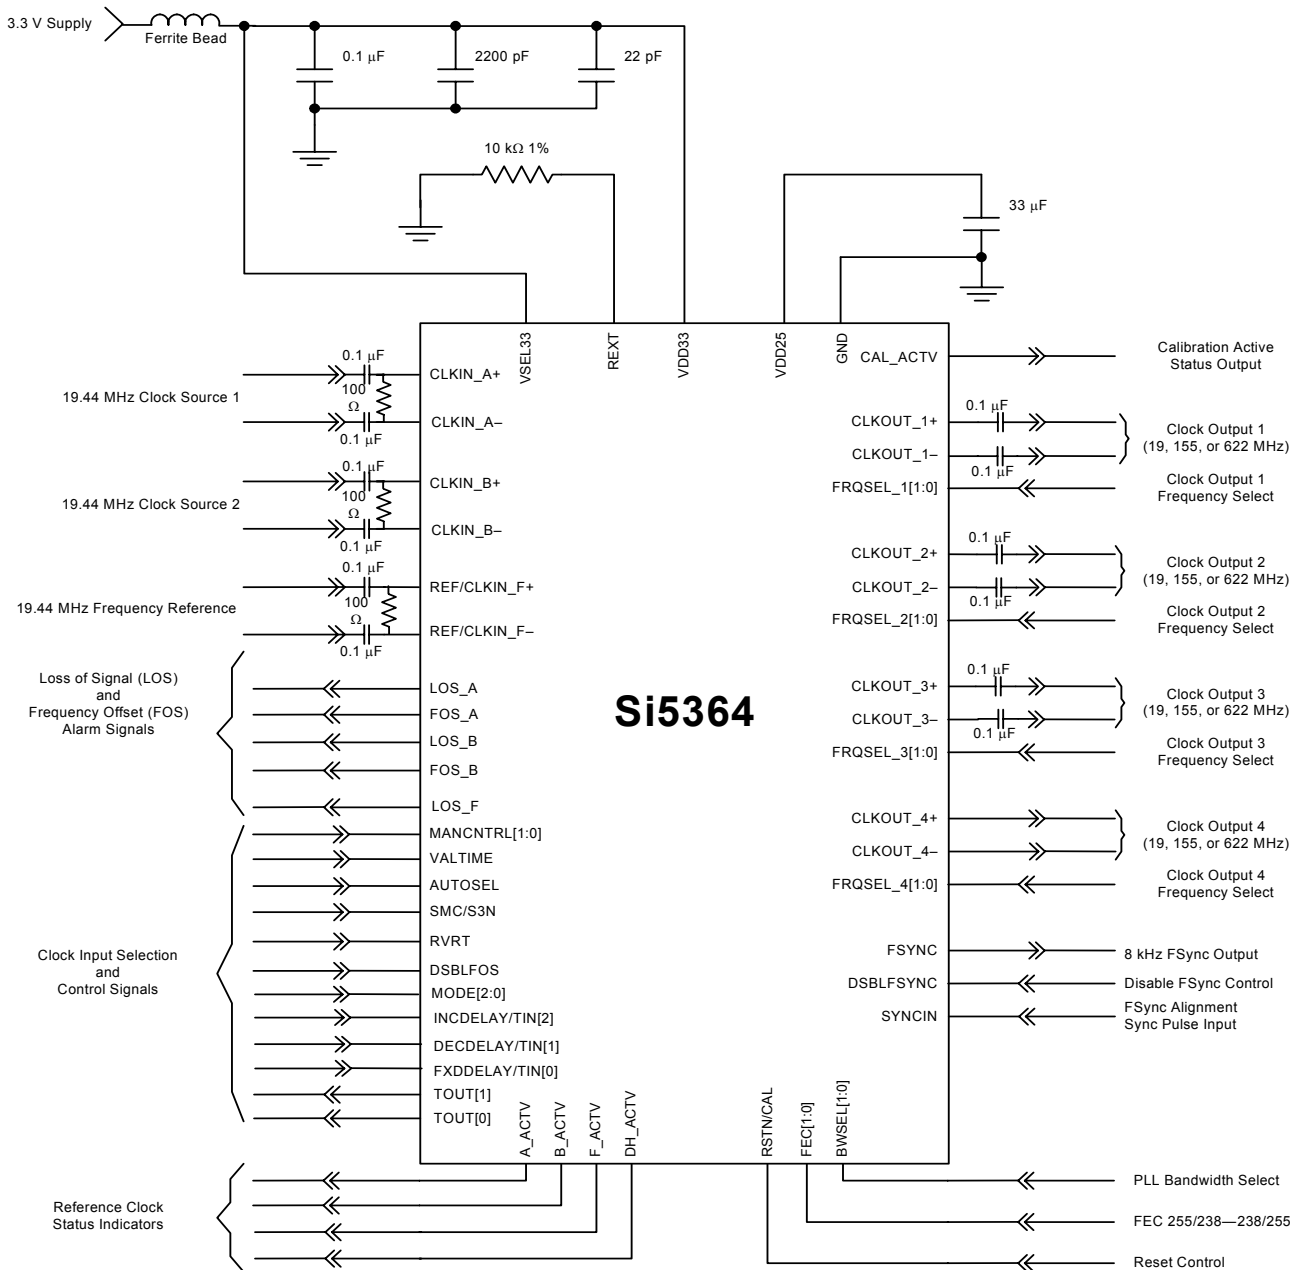 3.3 V Supply
Ferrite Bead
0.1 μF
2200 pF
22 pF
10 kΩ 1%
33 μF
VSEL33
REXT
VDD33
VDD25
GND
19.44 MHz Clock Source 1
0.1 μF
100
Ω
0.1 μF
CLKIN_A+
CLKIN_A–
19.44 MHz Clock Source 2
0.1 μF
100
Ω
0.1 μF
CLKIN_B+
CLKIN_B–
19.44 MHz Frequency Reference
0.1 μF
100
Ω
0.1 μF
REF/CLKIN_F+
REF/CLKIN_F–
Loss of Signal (LOS)
and
Frequency Offset (FOS)
Alarm Signals
LOS_A
FOS_A
LOS_B
FOS_B
LOS_F
Clock Input Selection
and
Control Signals
MANCNTRL[1:0]
VALTIME
AUTOSEL
SMC/S3N
RVRT
DSBLFOS
MODE[2:0]
INCDELAY/TIN[2]
DECDELAY/TIN[1]
FXDDELAY/TIN[0]
TOUT[1]
TOUT[0]
Si5364
CAL_ACTV
Calibration Active
Status Output
CLKOUT_1+
CLKOUT_1–
0.1 μF
0.1 μF
Clock Output 1
(19, 155, or 622 MHz)
FRQSEL_1[1:0]
Clock Output 1
Frequency Select
CLKOUT_2+
CLKOUT_2–
0.1 μF
0.1 μF
Clock Output 2
(19, 155, or 622 MHz)
FRQSEL_2[1:0]
Clock Output 2
Frequency Select
CLKOUT_3+
CLKOUT_3–
0.1 μF
0.1 μF
Clock Output 3
(19, 155, or 622 MHz)
FRQSEL_3[1:0]
Clock Output 3
Frequency Select
CLKOUT_4+
CLKOUT_4–
Clock Output 4
(19, 155, or 622 MHz)
FRQSEL_4[1:0]
Clock Output 4
Frequency Select
FSYNC
8 kHz FSync Output
DSBLFSYNC
Disable FSync Control
SYNCIN
FSync Alignment
Sync Pulse Input
A_ACTV
B_ACTV
F_ACTV
DH_ACTV
RSTN/CAL
FEC[1:0]
BWSEL[1:0]
Reference Clock
Status Indicators
PLL Bandwidth Select
FEC 255/238—238/255
Reset Control